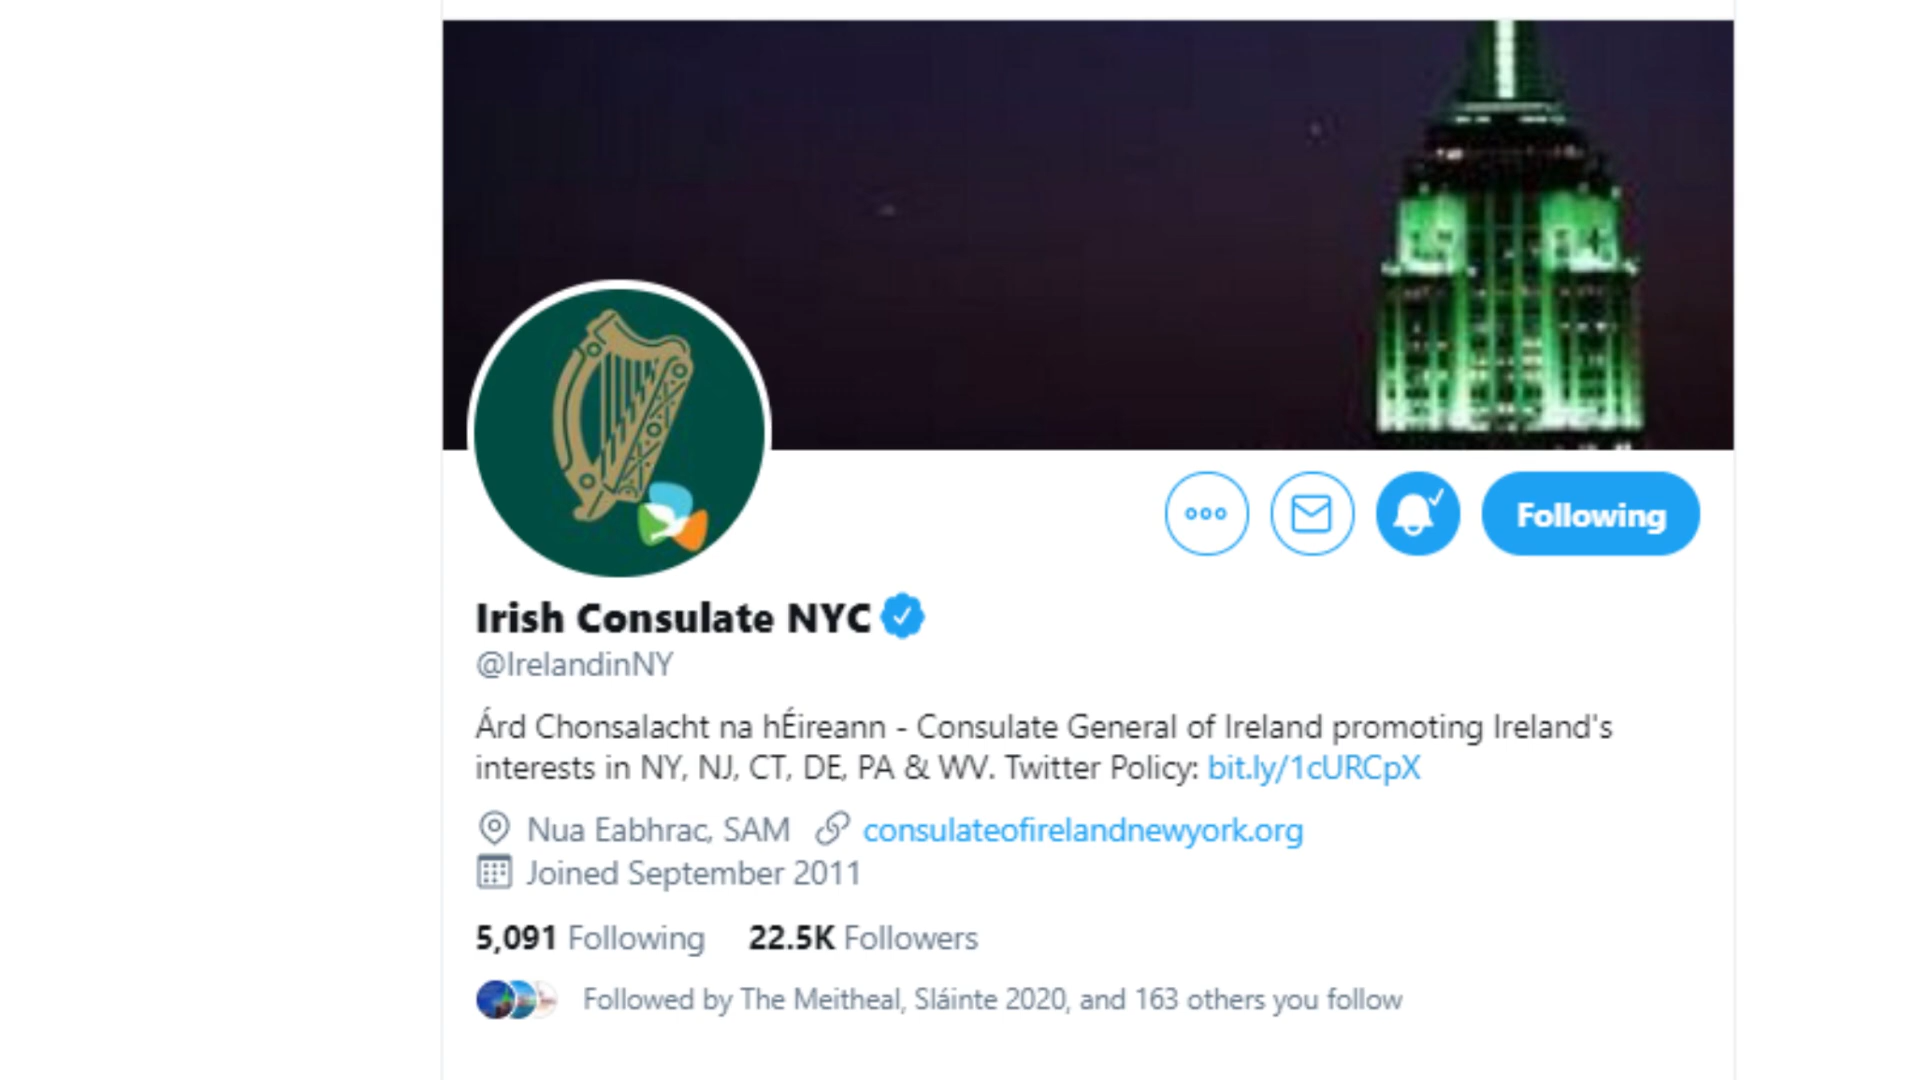 Following
Irish Consulate NYC
@IrelandinNY
Árd Chonsalacht na hÉireann - Consulate General of Ireland promoting Ireland's
interests in NY, NJ, CT, DE, PA & WV. Twitter Policy: bit.ly/1cURCpX
Nua Eabhrac, SAM consulateofirelandnewyork.org
Joined September 2011
5,091 Following 22.5K Followers
Followed by The Meitheal, Sláinte 2020, and 163 others you follow